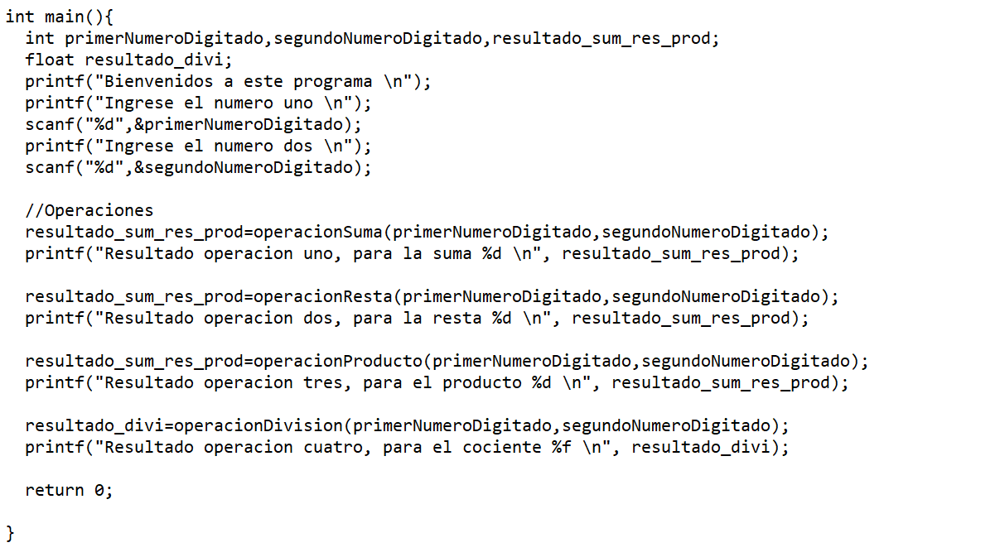 int main(){
  int primerNumeroDigitado,segundoNumeroDigitado,resultado_sum_res_prod;
  float resultado_divi;
  printf("Bienvenidos a este programa \n");
  printf("Ingrese el numero uno \n");
  scanf("%d",&primerNumeroDigitado);
  printf("Ingrese el numero dos \n");
  scanf("%d",&segundoNumeroDigitado);

  //Operaciones
  resultado_sum_res_prod=operacionSuma(primerNumeroDigitado,segundoNumeroDigitado);
  printf("Resultado operacion uno, para la suma %d \n", resultado_sum_res_prod);

  resultado_sum_res_prod=operacionResta(primerNumeroDigitado,segundoNumeroDigitado);
  printf("Resultado operacion dos, para la resta %d \n", resultado_sum_res_prod);

  resultado_sum_res_prod=operacionProducto(primerNumeroDigitado,segundoNumeroDigitado);
  printf("Resultado operacion tres, para el producto %d \n", resultado_sum_res_prod);

  resultado_divi=operacionDivision(primerNumeroDigitado,segundoNumeroDigitado);
  printf("Resultado operacion cuatro, para el cociente %f \n", resultado_divi);

  return 0;

}